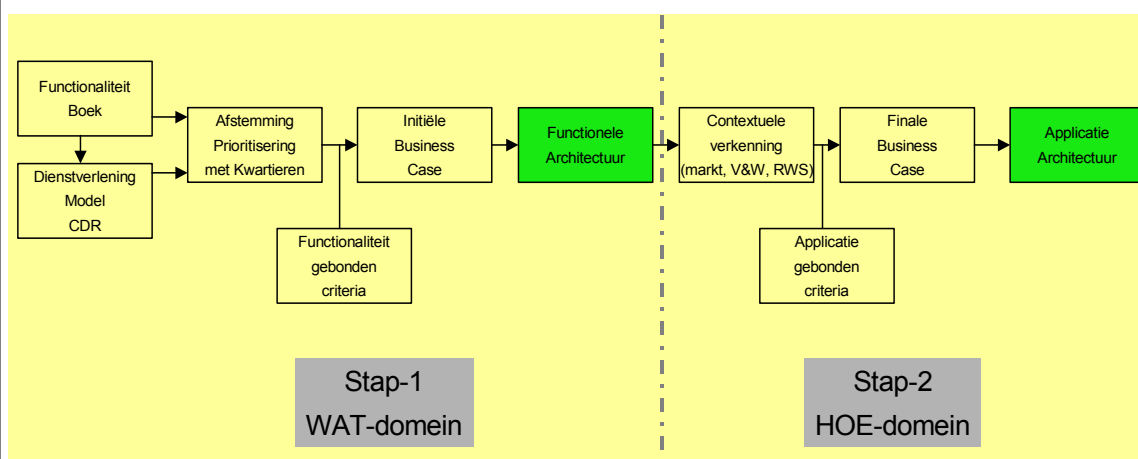 Functionaliteit
Boek
Dienstverlening
Model
CDR
Afstemming
Prioritisering
met Kwartieren
Functionaliteit
gebonden
criteria
Initiële
Business
Case
Functionele
Architectuur
Contextuele
verkenning
(markt, V&W, RWS)
Applicatie
gebonden
criteria
Finale
Business
Case
Applicatie
Architectuur
Stap-1
WAT-domein
Stap-2
HOE-domein